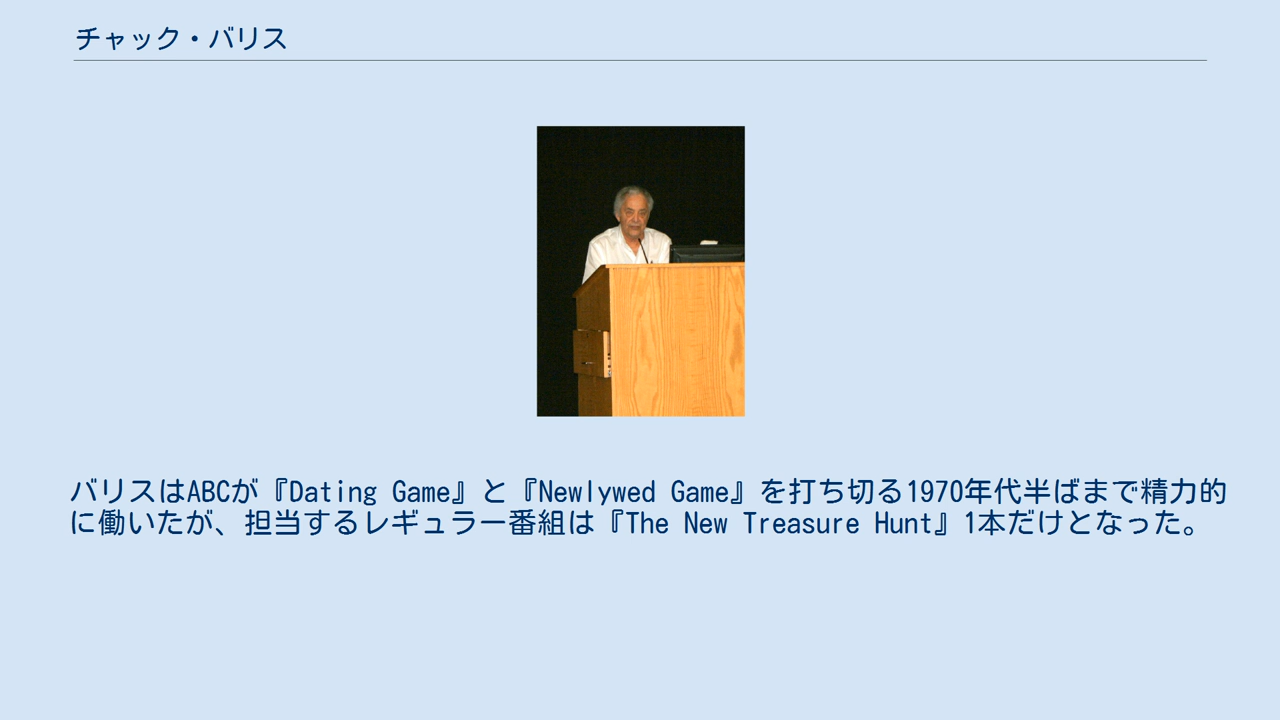 チャック・バリス
バリスはABCが『Dating Game』と『Newlywed Game』を打ち切る1970年代半ばまで精力的
に働いたが、担当するレギュラー番組は『The New Treasure Hunt』1本だけとなった。